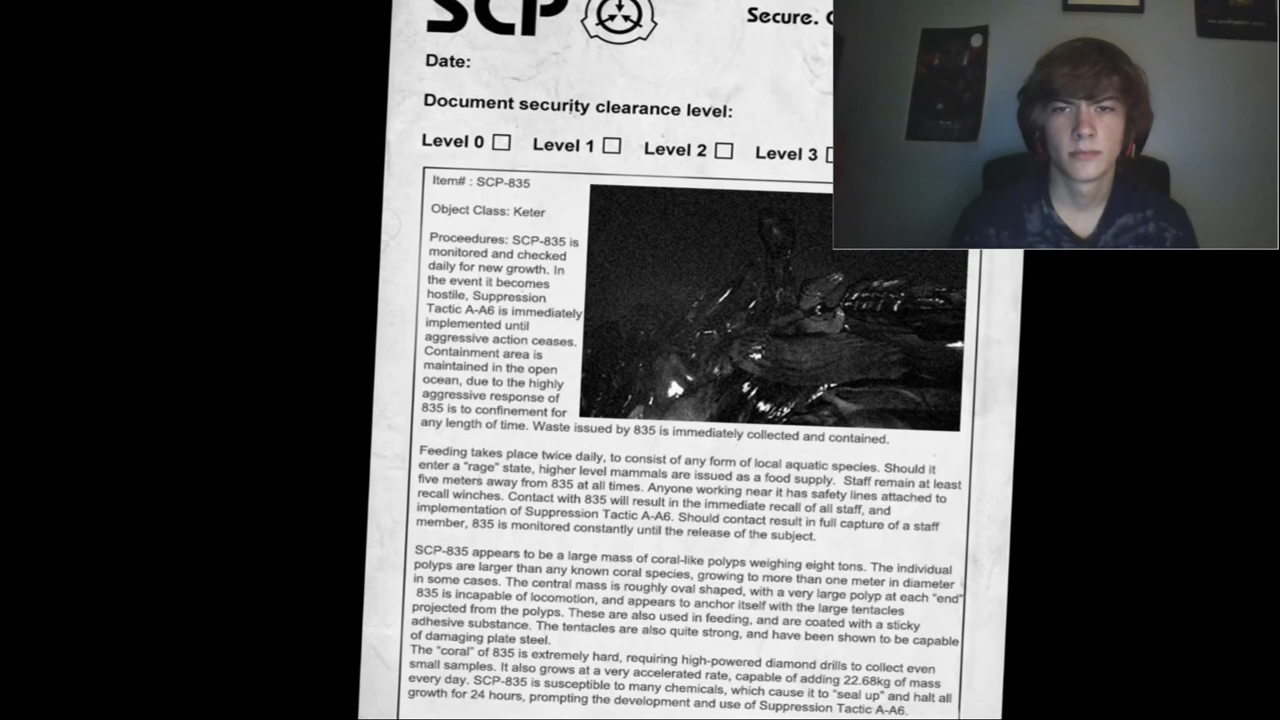 SCP
Secure. C
Date:
Document security clearance level:
Level 0 Level 1 Level 2 Level 3
Item# : SCP-835
Object Class: Keter
Proceedures: SCP-835 is
monitored and checked
daily for new growth. In
the event it becomes
hostile, Suppression
Tactic A-A6 is immediately
implemented until
aggressive action ceases.
Containment area is
maintained in the open
ocean, due to the highly
aggressive response of
835 is to confinement for
any length of time. Waste issued by 835 is immediately collected and contained.
Feeding takes place twice daily, to consist of any form of local aquatic species. Should it
enter a "rage" state, higher level mammals are issued as a food supply. Staff remain at least
five meters away from 835 at all times. Anyone working near it has safety lines attached to
recall winches. Contact with 835 will result in the immediate recall of all staff, and
implementation of Suppression Tactic A-A6. Should contact result in full capture of a staff
member, 835 is monitored constantly until the release of the subject.
SCP-835 appears to be a large mass of coral-like polyps weighing eight tons. The individual
polyps are larger than any known coral species, growing to more than one meter in diameter
in some cases. The central mass is roughly oval shaped, with a very large polyp at each "end"
835 is incapable of locomotion, and appears to anchor itself with the large tentacles
projected from the polyps. These are also used in feeding, and are coated with a sticky
adhesive substance. The tentacles are also quite strong, and have been shown to be capable
of damaging plate steel.
The "coral" of 835 is extremely hard, requiring high-powered diamond drills to collect even
small samples. It also grows at a very accelerated rate, capable of adding 22.68kg of mass
every day. SCP-835 is susceptible to many chemicals, which cause it to "seal up" and halt all
growth for 24 hours, prompting the development and use of Suppression Tactic A-A6.